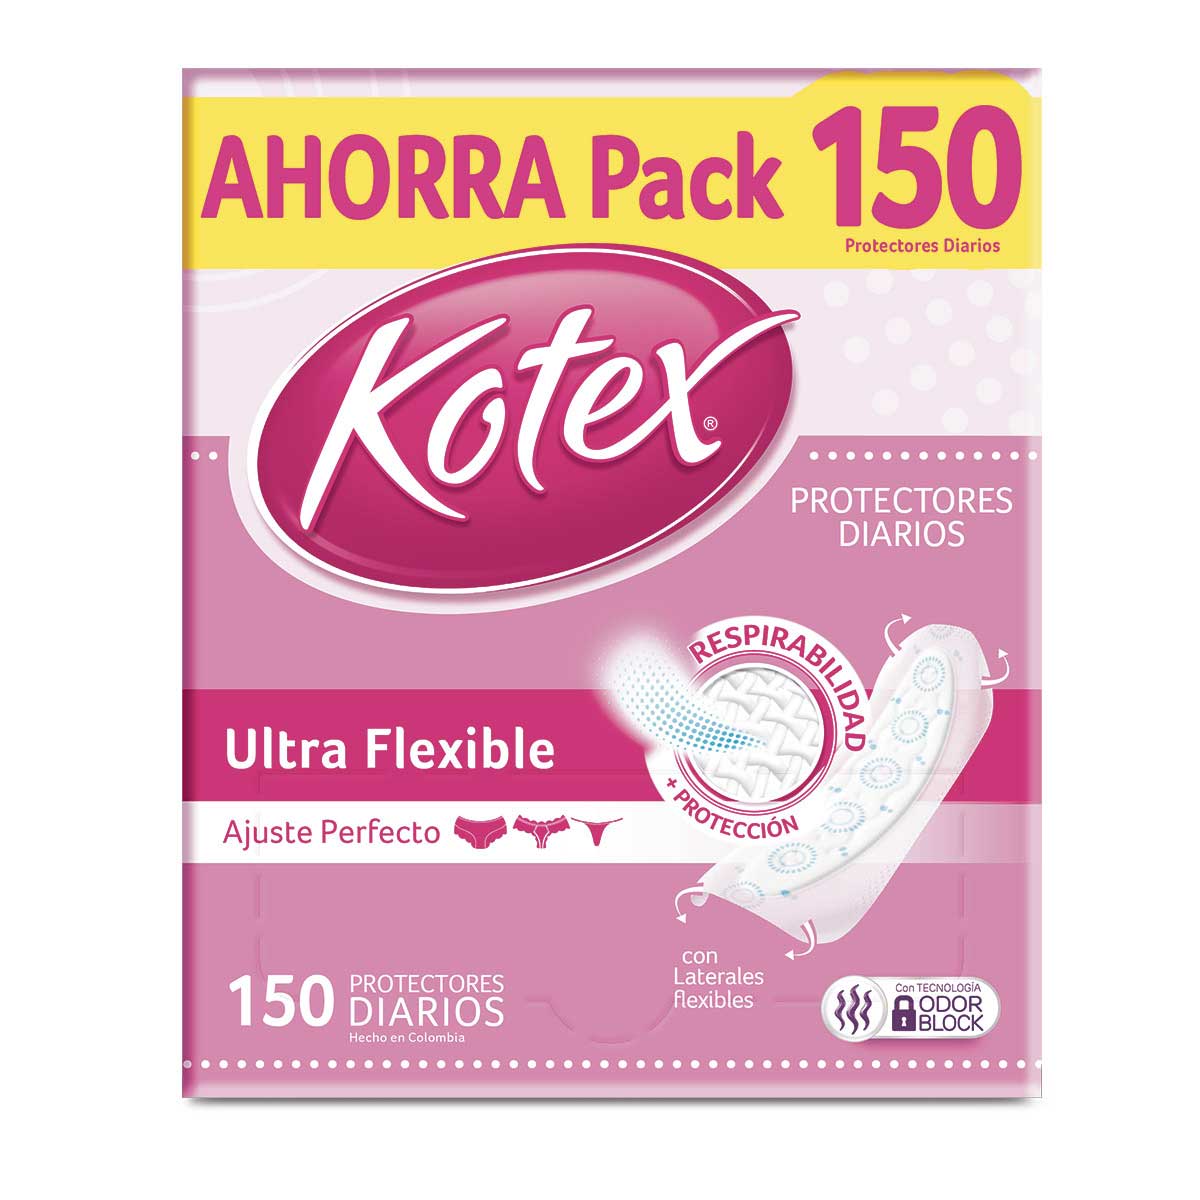 AHORRA Pack 150
Protectores Diarios
Kotex®
PROTECTORES
DIARIOS
RESPIRABILIDAD
+ PROTECCIÓN
Ultra Flexible
Ajuste Perfecto
con
Laterales
flexibles
150 PROTECTORES
DIARIOS
Hecho en Colombia
Con TECNOLOGÍA
ODOR
BLOCK